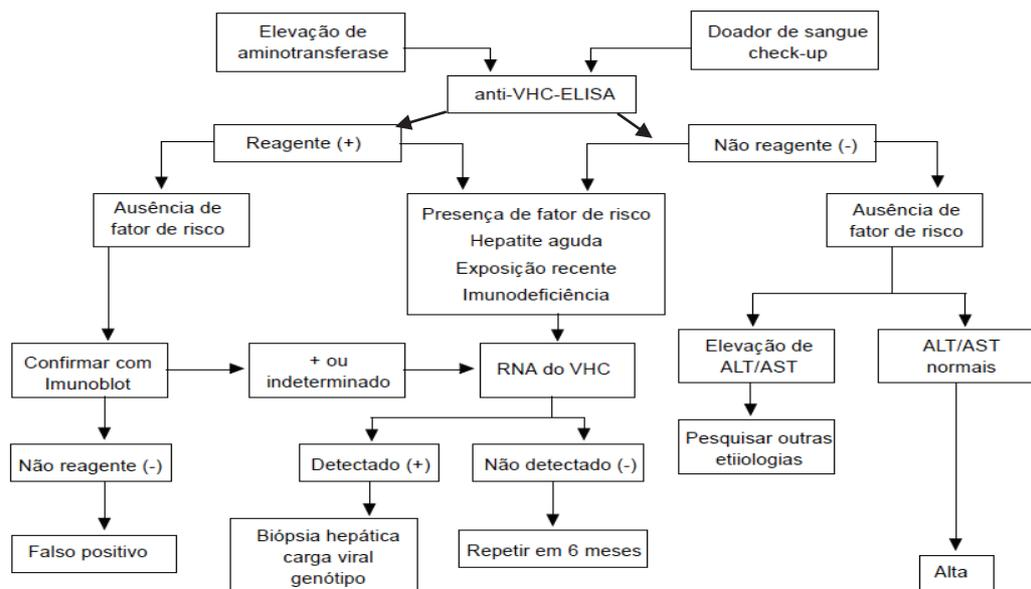 Elevação de
aminotransferase
Doador de sangue
check-up
anti-VHC-ELISA
Reagente (+)
Não reagente (-)
Ausência de
fator de risco
Presença de fator de risco
Hepatite aguda
Exposição recente
Imunodeficiência
Ausência de
fator de risco
Confirmar com
Imunoblot
+ ou
indeterminado
RNA do VHC
Elevação de
ALT/AST
ALT/AST
normais
Não reagente (-)
Detectado (+)
Não detectado (-)
Pesquisar outras
etiiologias
Falso positivo
Biópsia hepática
carga viral
genótipo
Repetir em 6 meses
Alta